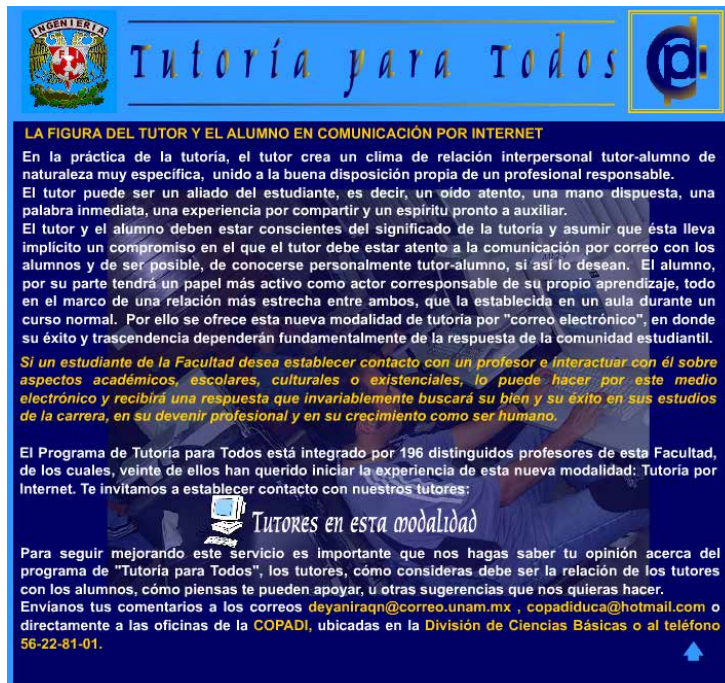 INGENIERIA
Tutoría para Todos
LA FIGURA DEL TUTOR Y EL ALUMNO EN COMUNICACIÓN POR INTERNET
En la práctica de la tutoría, el tutor crea un clima de relación interpersonal tutor-alumno de
naturaleza muy específica, unido a la buena disposición propia de un profesional responsable.
El tutor puede ser un aliado del estudiante, es decir, un oído atento, una mano dispuesta, una
palabra inmediata, una experiencia por compartir y un espíritu pronto a auxiliar.
El tutor y el alumno deben estar conscientes del significado de la tutoría y asumir que ésta lleva
implícito un compromiso en el que el tutor debe estar atento a la comunicación por correo con los
alumnos y de ser posible, de conocerse personalmente tutor-alumno, si así lo desean. El alumno,
por su parte tendrá un papel más activo como actor corresponsable de su propio aprendizaje, todo
en el marco de una relación más estrecha entre ambos, que la establecida en un aula durante un
curso normal. Por ello se ofrece esta nueva modalidad de tutoría por "correo electrónico", en donde
su éxito y trascendencia dependerán fundamentalmente de la respuesta de la comunidad estudiantil.
Si un estudiante de la Facultad desea establecer contacto con un profesor e interactuar con él sobre
aspectos académicos, escolares, culturales o existenciales, lo puede hacer por este medio
electrónico y recibirá una respuesta que invariablemente buscará su bien y su éxito en sus estudios
de la carrera, en su devenir profesional y en su crecimiento como ser humano.
El Programa de Tutoría para Todos está integrado por 196 distinguidos profesores de esta Facultad,
de los cuales, veinte de ellos han querido iniciar la experiencia de esta nueva modalidad: Tutoría por
Internet. Te invitamos a establecer contacto con nuestros tutores:
Tutores en esta modalidad
Para seguir mejorando este servicio es importante que nos hagas saber tu opinión acerca del
programa de "Tutoría para Todos", los tutores, cómo consideras debe ser la relación de los tutores
con los alumnos, cómo piensas te pueden apoyar, u otras sugerencias que nos quieras hacer.
Envíanos tus comentarios a los correos deyaniraqn@correo.unam.mx , copadiduca@hotmail.com o
directamente a las oficinas de la COPADI, ubicadas en la División de Ciencias Básicas o al teléfono
56-22-81-01.